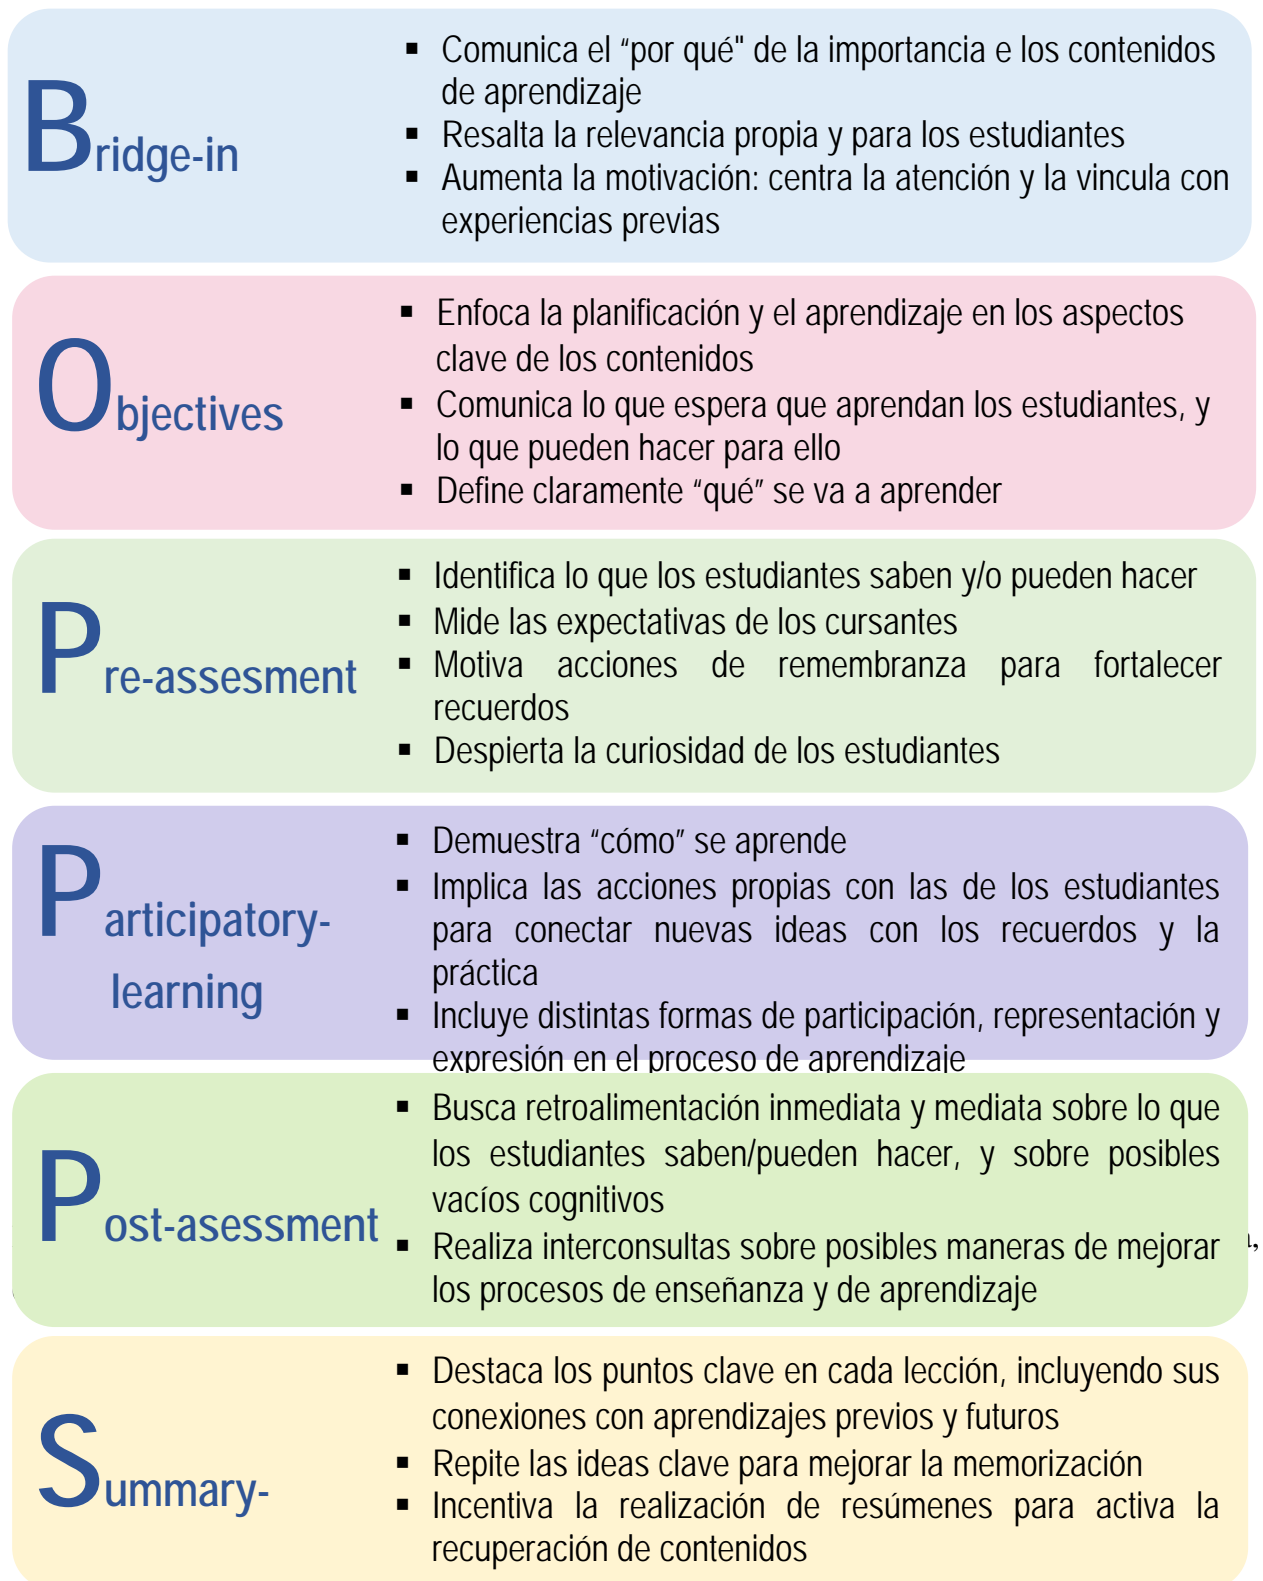 Bridge-in
▪ Comunica el “por qué" de la importancia e los contenidos
de aprendizaje
▪ Resalta la relevancia propia y para los estudiantes
▪ Aumenta la motivación: centra la atención y la vincula con
experiencias previas
Objectives
▪ Enfoca la planificación y el aprendizaje en los aspectos
clave de los contenidos
▪ Comunica lo que espera que aprendan los estudiantes, y
lo que pueden hacer para ello
▪ Define claramente “qué” se va a aprender
Pre-assesment
▪ Identifica lo que los estudiantes saben y/o pueden hacer
▪ Mide las expectativas de los cursantes
▪ Motiva acciones de remembranza para fortalecer
recuerdos
▪ Despierta la curiosidad de los estudiantes
Participatory-
learning
▪ Demuestra “cómo” se aprende
▪ Implica las acciones propias con las de los estudiantes
para conectar nuevas ideas con los recuerdos y la
práctica
▪ Incluye distintas formas de participación, representación y
expresión en el proceso de aprendizaje
Post-asessment
▪ Busca retroalimentación inmediata y mediata sobre lo que
los estudiantes saben/pueden hacer, y sobre posibles
vacíos cognitivos
▪ Realiza interconsultas sobre posibles maneras de mejorar
los procesos de enseñanza y de aprendizaje
Summary-
▪ Destaca los puntos clave en cada lección, incluyendo sus
conexiones con aprendizajes previos y futuros
▪ Repite las ideas clave para mejorar la memorización
▪ Incentiva la realización de resúmenes para activa la
recuperación de contenidos